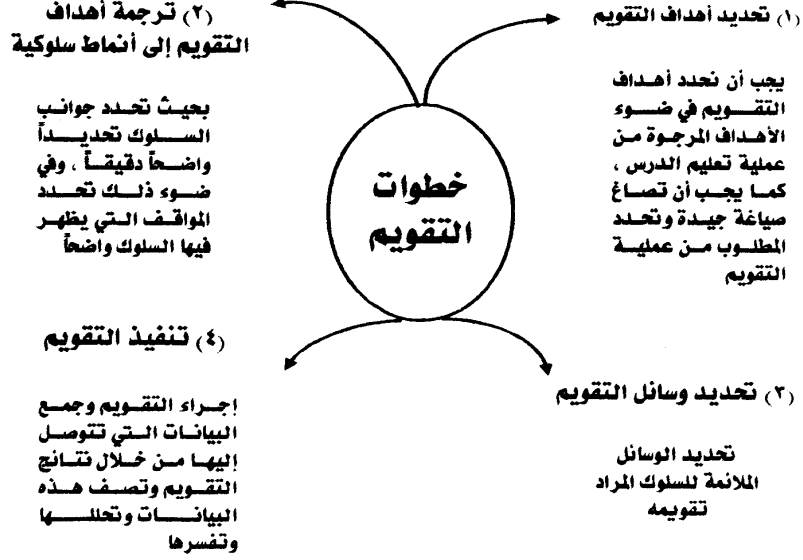 (١) تحديد أهداف التقويم
يجب أن نحدد أهداف
التقويم في ضوء
الأهداف المرجوة من
عملية تعليم الدرس ،
كما يجب أن تصاغ
صياغة جيدة وتحدد
المطلوب من عملية
التقويم
(٢) ترجمة أهداف
التقويم إلى أنماط سلوكية
بحيث تحدد جوانب
السلوك تحديداً
واضحاً دقيقاً ، وفي
ضوء ذلك تحدد
المواقف التي يظهر
فيها السلوك واضحاً
خطوات
التقويم
(٣) تحديد وسائل التقويم
تحديد الوسائل
الملائمة للسلوك المراد
تقويمه
(٤) تنفيذ التقويم
إجراء التقويم وجمع
البيانات التي تتوصل
إليها من خلال نتائج
التقويم وتصف هذه
البيانات وتحللها
وتفسرها